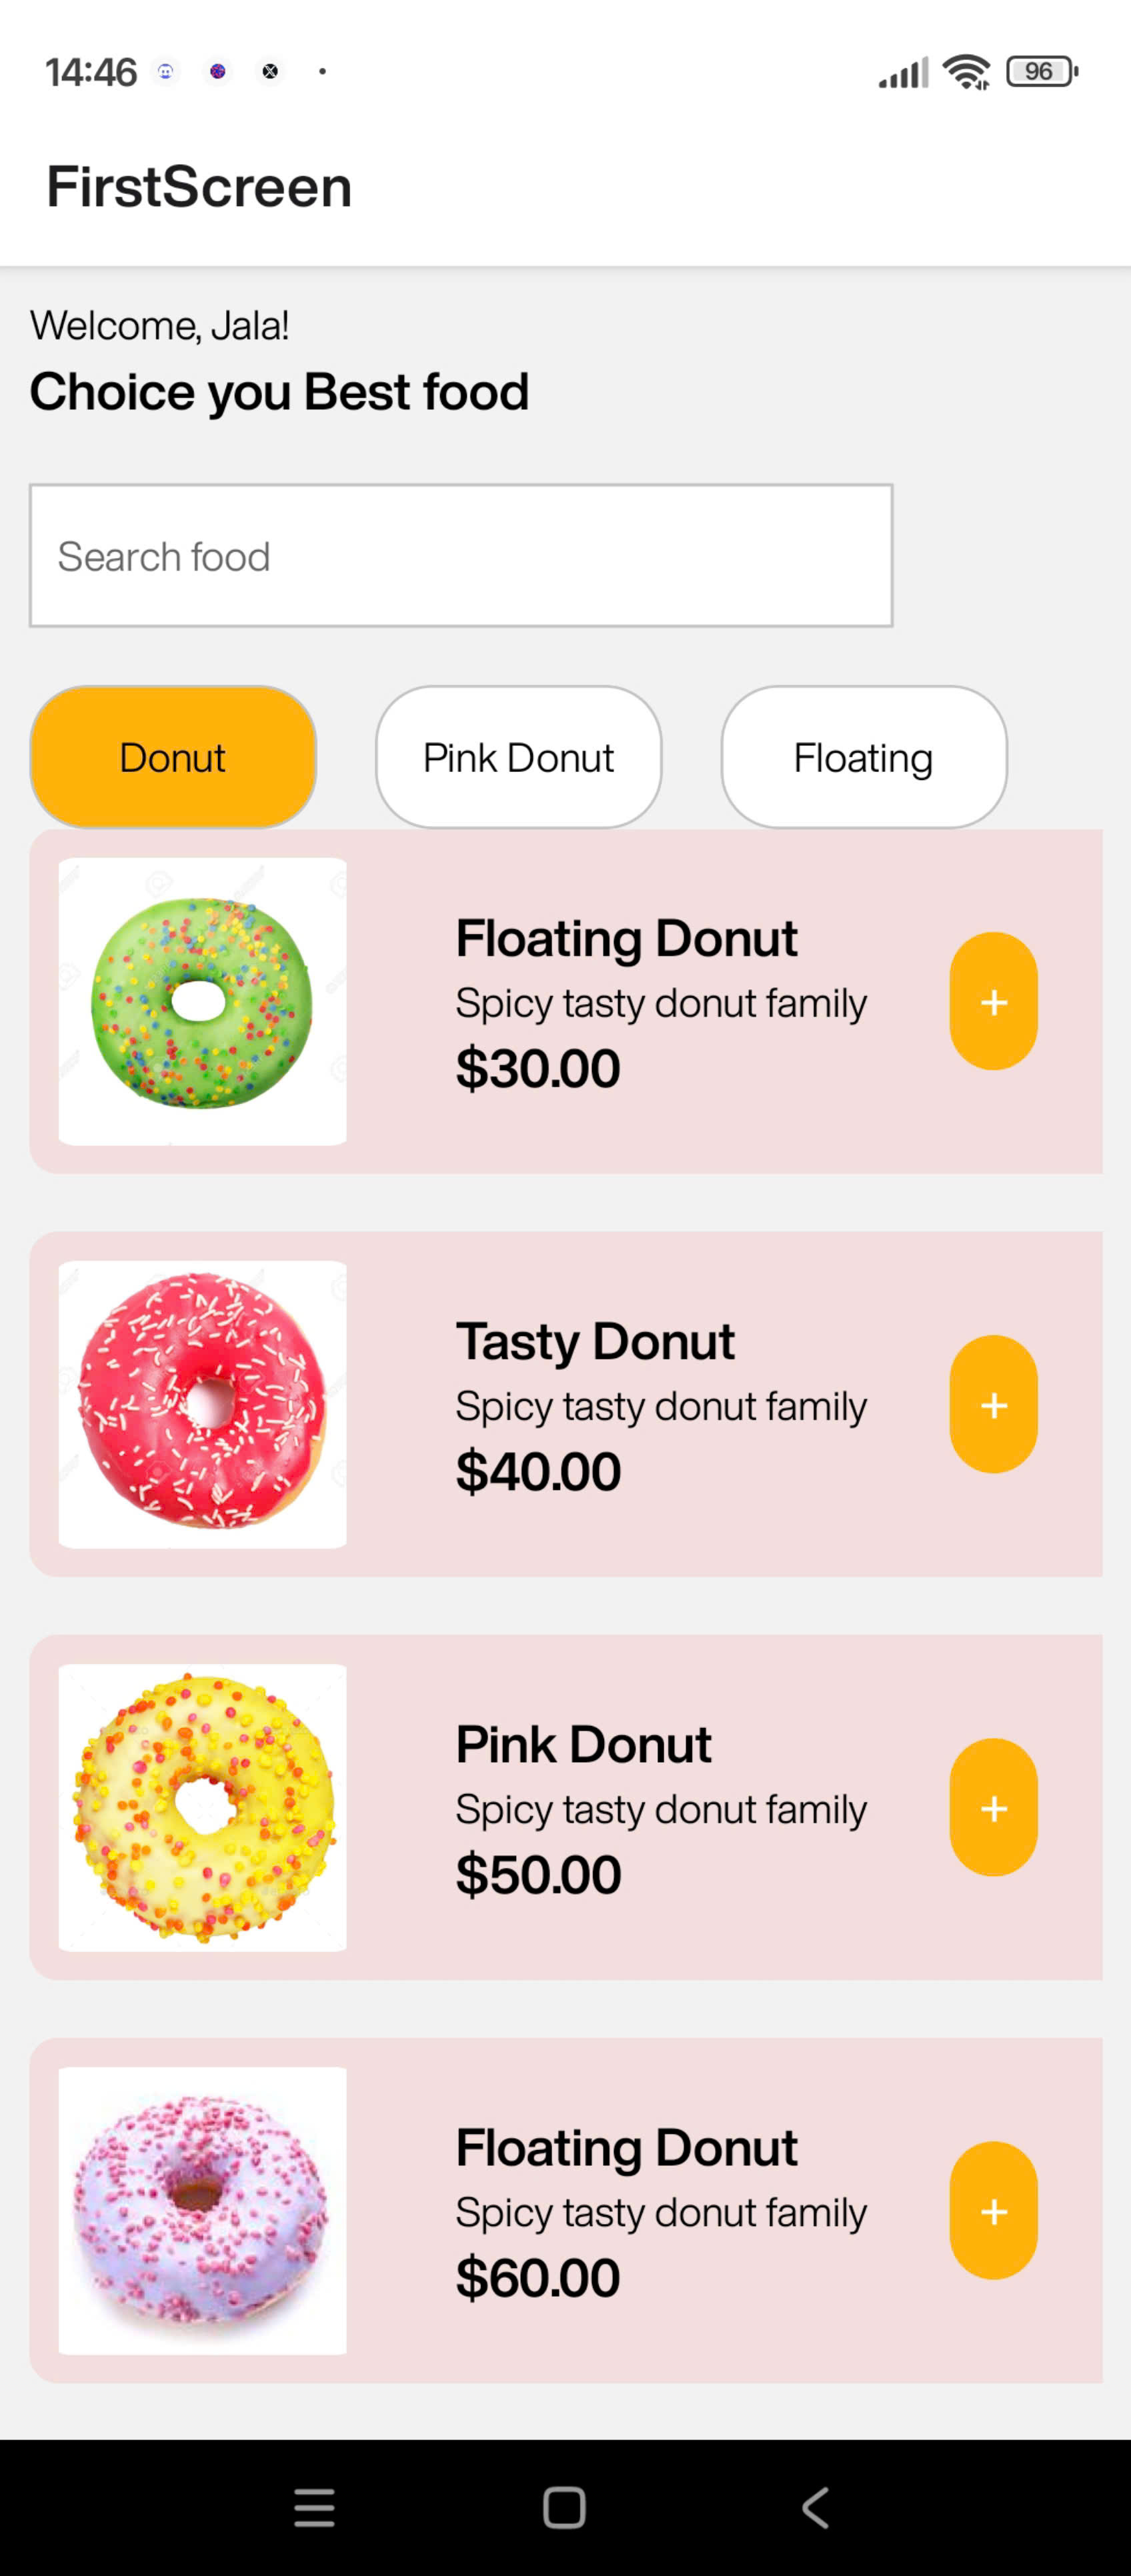 14:46
96
FirstScreen
Welcome, Jala!
Choice you Best food
Search food
Donut
Pink Donut
Floating
Floating Donut
Spicy tasty donut family
$30.00
+
Tasty Donut
Spicy tasty donut family
$40.00
+
Pink Donut
Spicy tasty donut family
$50.00
+
Floating Donut
Spicy tasty donut family
$60.00
+